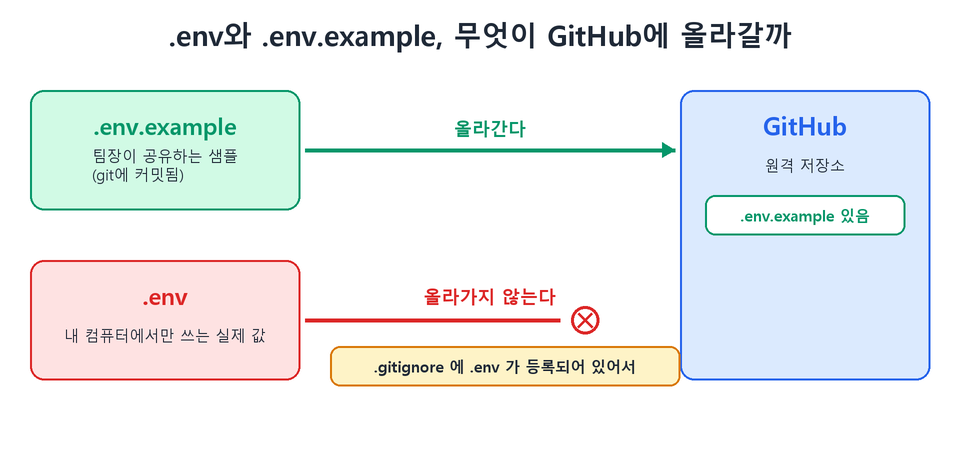 .env와 .env.example, 무엇이 GitHub에 올라갈까
.env.example
팀장이 공유하는 샘플
(git에 커밋됨)
올라간다
GitHub
원격 저장소
.env.example 있음
.env
내 컴퓨터에서만 쓰는 실제 값
올라가지 않는다
.gitignore 에 .env 가 등록되어 있어서